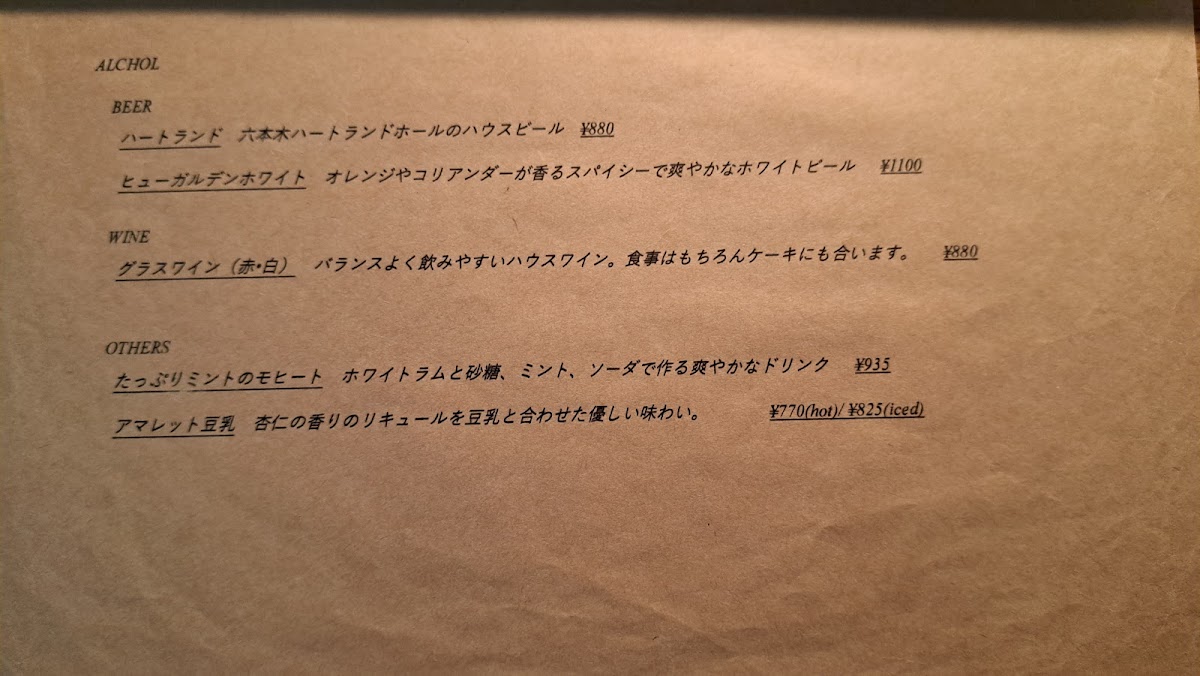 ALCHOL
BEER
ハートランド 六本木ハートランドホールのハウスビール ¥880
ヒューガルデンホワイト オレンジやコリアンダーが香るスパイシーで爽やかなホワイトビール ¥1100
WINE
グラスワイン（赤・白） バランスよく飲みやすいハウスワイン。食事はもちろんケーキにも合います。 ¥880
OTHERS
たっぷりミントのモヒート ホワイトラムと砂糖、ミント、ソーダで作る爽やかなドリンク ¥935
アマレット豆乳 杏仁の香りのリキュールを豆乳と合わせた優しい味わい。 ¥770(hot)/ ¥825(iced)